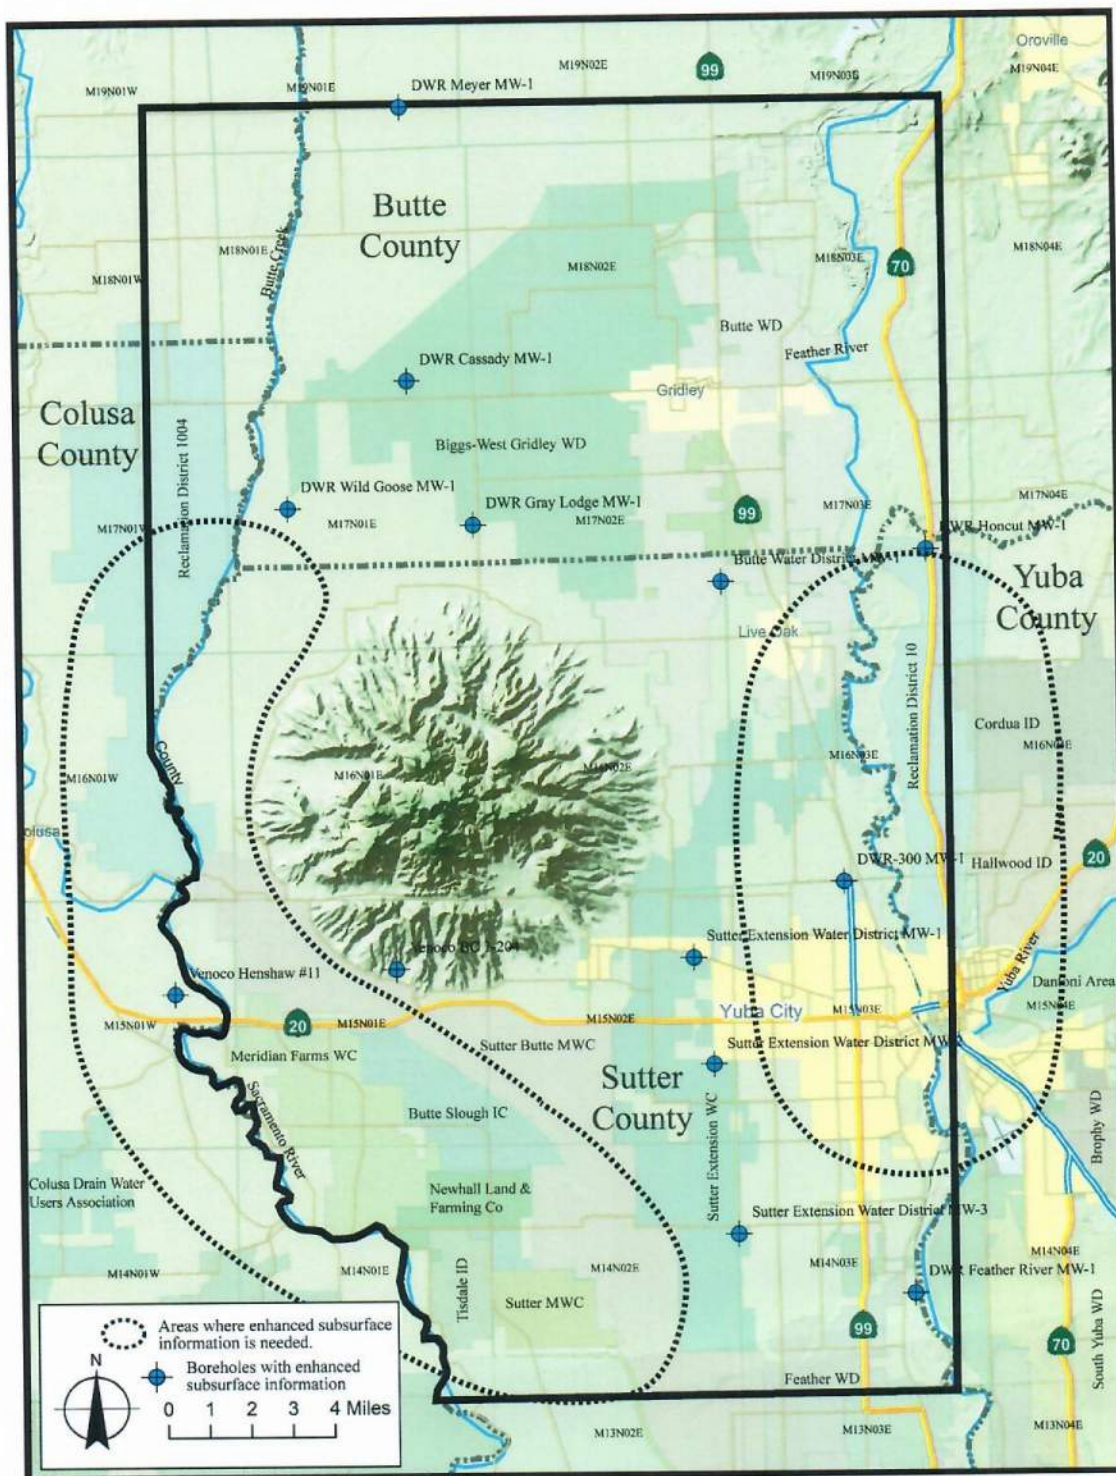 Oroville
M19N02E
99
M19N03E
M19N04E
M19N01W
M19N01E
DWR Meyer MW-1
Butte
County
M18N01E
Butte Creek
M18N01W
M18N02E
M18N03E
70
M18N04E
Butte WD
Feather River
DWR Cassady MW-1
Gridley
Colusa
County
Reclamation District 1004
Biggs-West Gridley WD
DWR Wild Goose MW-1
DWR Gray Lodge MW-1
M17N01W
M17N01E
M17N02E
99
M17N03E
M17N04E
DWR Honcut MW-1
Butte Water District MW-1
Yuba
County
Live Oak
Reclamation District 10
Cordua ID
M16N04E
County
M16N01W
M16N01E
M16N02E
M16N03E
olusa
DWR-300 MW-1
Hallwood ID
20
Sutter Extension Water District MW-1
Yuba River
Venoco Henshaw #11
Dantoni Area
M15N04E
M15N01W
20
M15N01E
M15N02E
Yuba City
M15N03E
Meridian Farms WC
Sutter Butte MWC
Sutter Extension Water District MW-2
Sutter
County
Sacramento River
Butte Slough IC
Sutter Extension WC
Brophy WD
Colusa Drain Water
Users Association
Newhall Land &
Farming Co
Sutter Extension Water District MW-3
M14N01W
M14N01E
Tisdale ID
M14N02E
M14N03E
M14N04E
DWR Feather River MW-1
Sutter MWC
99
70
South Yuba WD
Feather WD
M13N02E
M13N03E
M13N04E
Areas where enhanced subsurface
information is needed.
N
Boreholes with enhanced
subsurface information
0 1 2 3 4 Miles